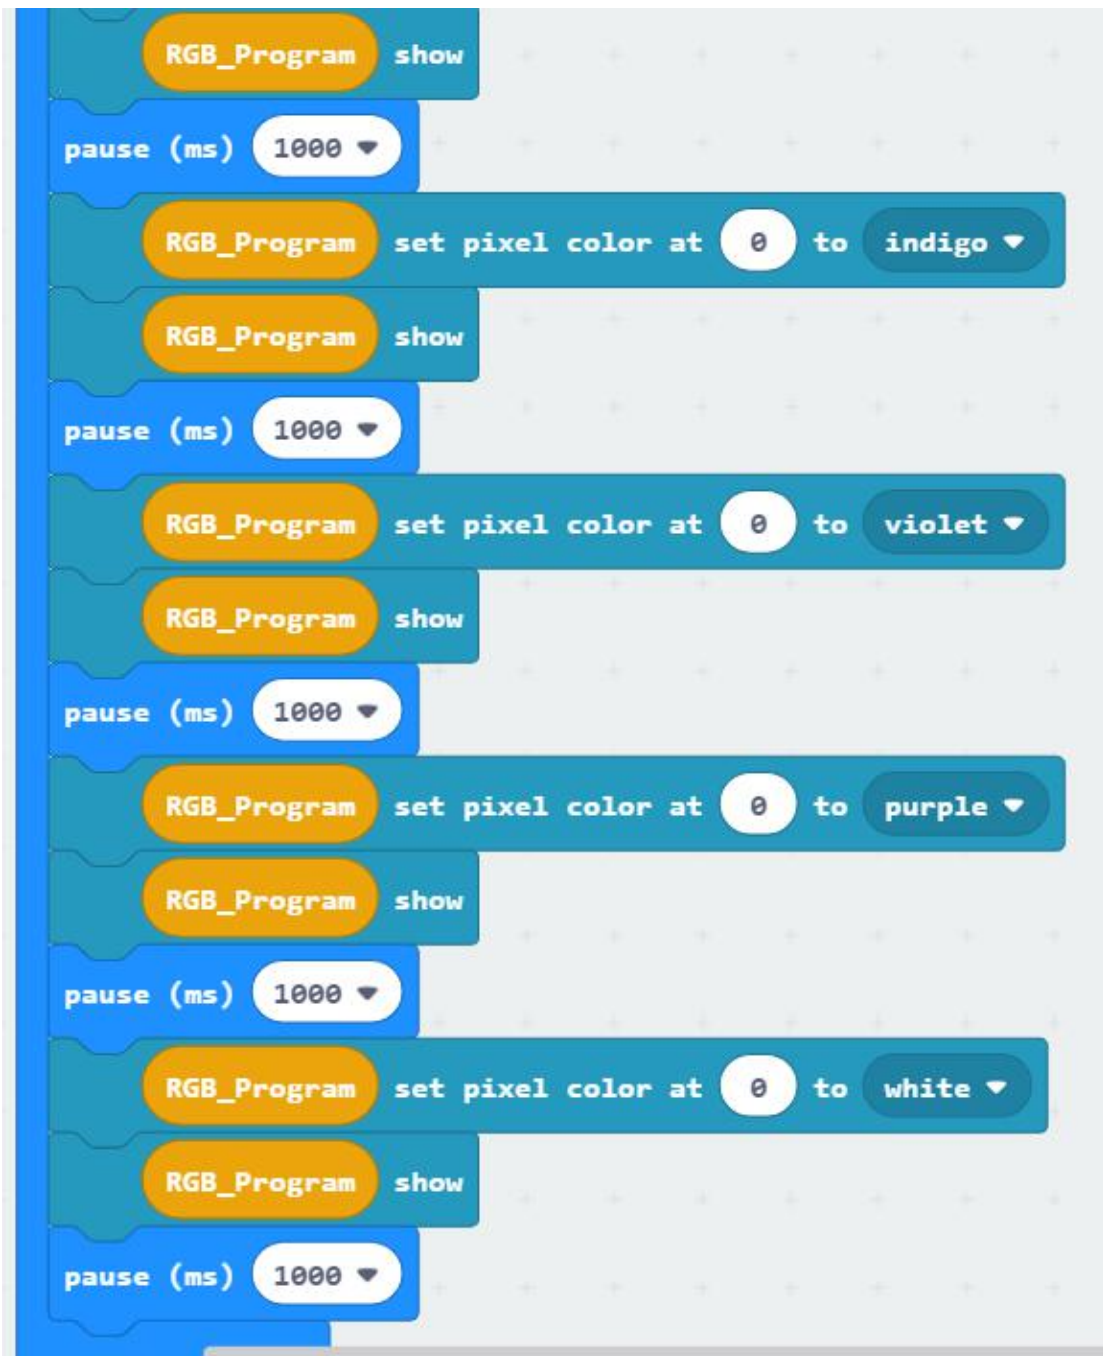 RGB_Program show
pause (ms) 1000
RGB_Program set pixel color at 0 to indigo
RGB_Program show
pause (ms) 1000
RGB_Program set pixel color at 0 to violet
RGB_Program show
pause (ms) 1000
RGB_Program set pixel color at 0 to purple
RGB_Program show
pause (ms) 1000
RGB_Program set pixel color at 0 to white
RGB_Program show
pause (ms) 1000